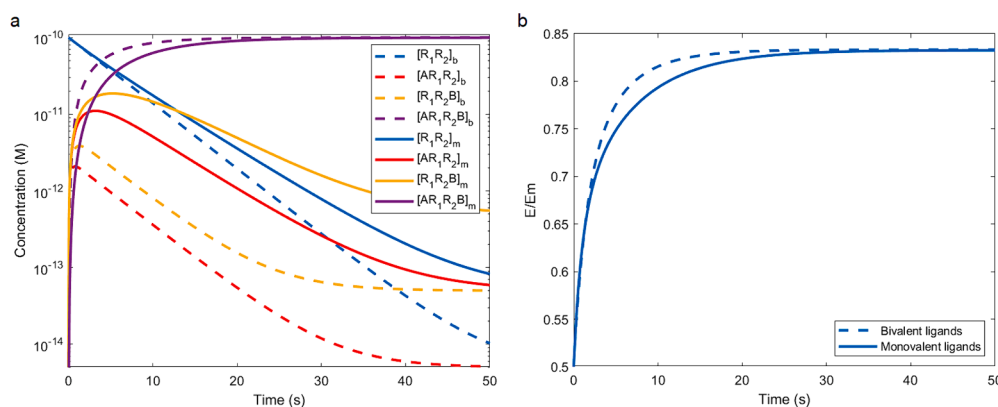 a
b
10⁻¹⁰
10⁻¹¹
10⁻¹²
10⁻¹³
10⁻¹⁴
Concentration (M)
0 10 20 30 40 50
Time (s)
[R₁R₂]b
[AR₁R₂]b
[R₁R₂B]b
[AR₁R₂B]b
[R₁R₂]m
[AR₁R₂]m
[R₁R₂B]m
[AR₁R₂B]m
0.85
0.8
0.75
0.7
0.65
0.6
0.55
0.5
E/Em
0 10 20 30 40 50
Time (s)
Bivalent ligands
Monovalent ligands